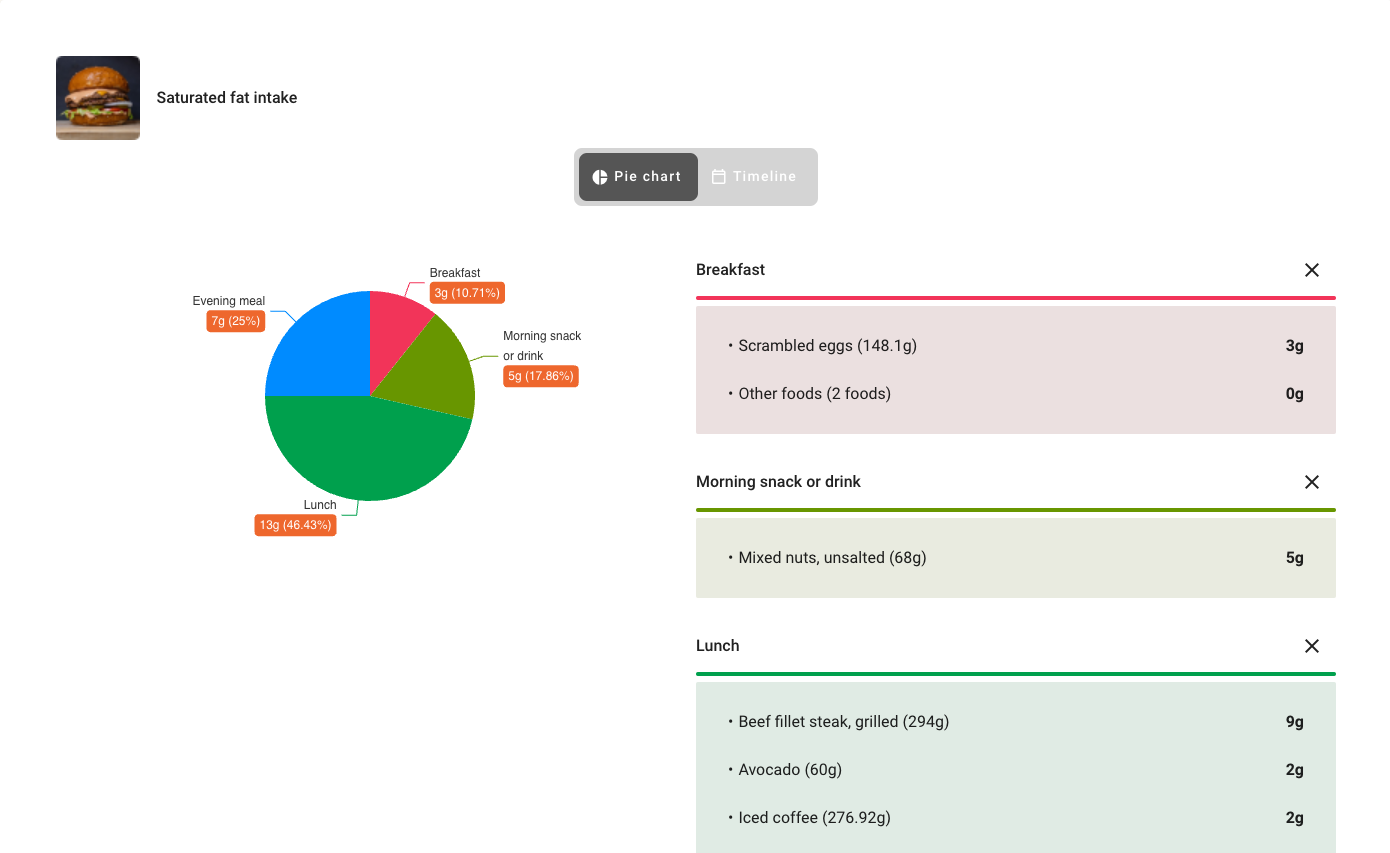 Saturated fat intake
Pie chart
Timeline
Breakfast
3g (10.71%)
Evening meal
7g (25%)
Morning snack
or drink
5g (17.86%)
Lunch
13g (46.43%)
Breakfast
• Scrambled eggs (148.1g) 3g
• Other foods (2 foods) 0g
Morning snack or drink
• Mixed nuts, unsalted (68g) 5g
Lunch
• Beef fillet steak, grilled (294g) 9g
• Avocado (60g) 2g
• Iced coffee (276.92g) 2g